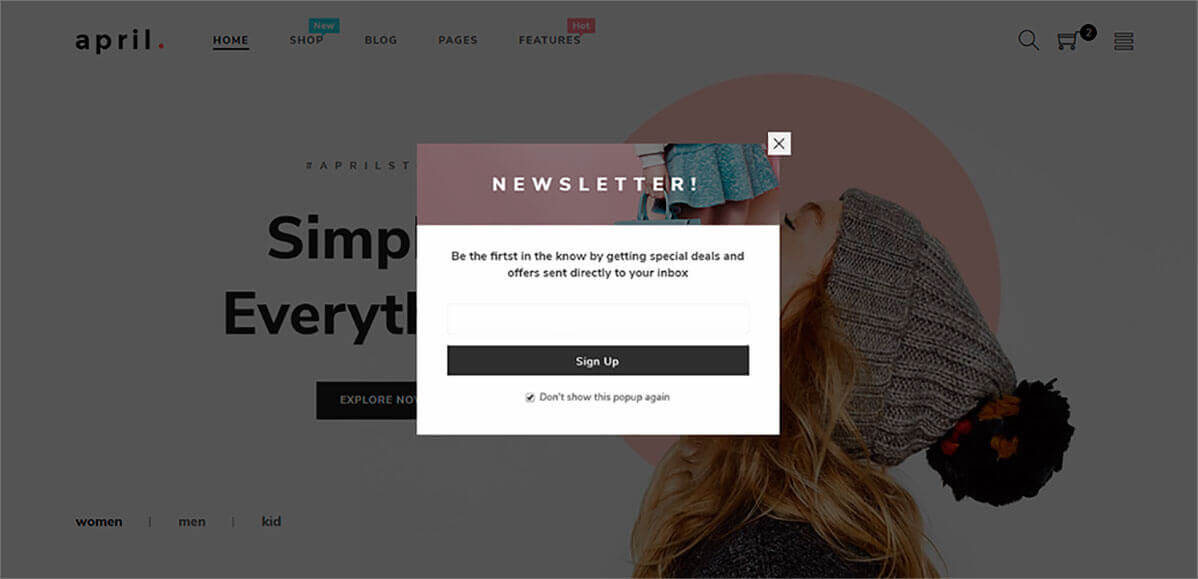 april.
HOME
SHOP
New
BLOG
PAGES
FEATURES
Hot
2
#APRILST
Simpl
Everyth
EXPLORE NOW
NEWSLETTER!
Be the firtst in the know by getting special deals and
offers sent directly to your inbox
Sign Up
Don't show this popup again
women | men | kid